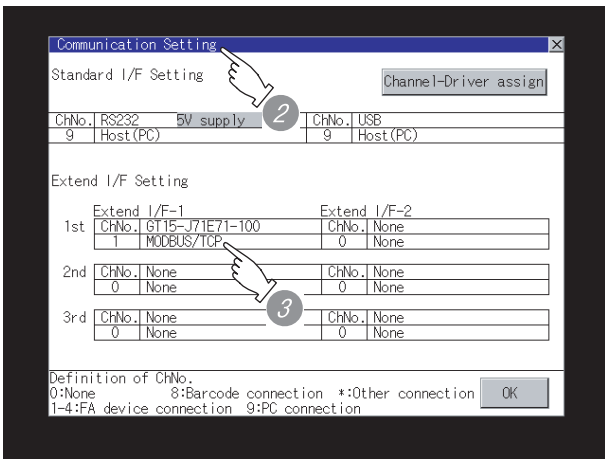 Communication Setting
Standard I/F Setting
Channel-Driver assign
ChNo. RS232 5V supply ChNo. USB
9 Host(PC) 9 Host(PC)
2
Extend I/F Setting
Extend I/F-1 Extend I/F-2
1st ChNo. GT15-J71E71-100 ChNo. None
1 MODBUS/TCP 0 None
2nd ChNo. None ChNo. None
0 None 0 None
3
3rd ChNo. None ChNo. None
0 None 0 None
Definition of ChNo.
0:None 8:Barcode connection *:Other connection
1-4:FA device connection 9:PC connection
OK